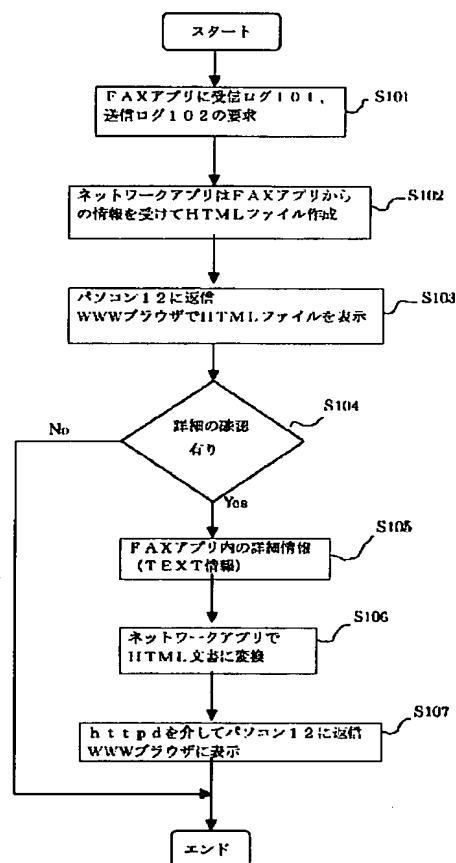 スタート
FAXアプリに受信ログ101、
送信ログ102の要求
S101
ネットワークアプリはFAXアプリから
の情報を受けてHTMLファイル作成
S102
パソコン12に返信
WWWブラウザでHTMLファイルを表示
S103
詳細の確認
有り
S104
No
Yes
FAXアプリ内の詳細情報
(TEXT情報)
S105
ネットワークアプリで
HTML文書に変換
S106
httpdを介してパソコン12に返信
WWWブラウザに表示
S107
エンド